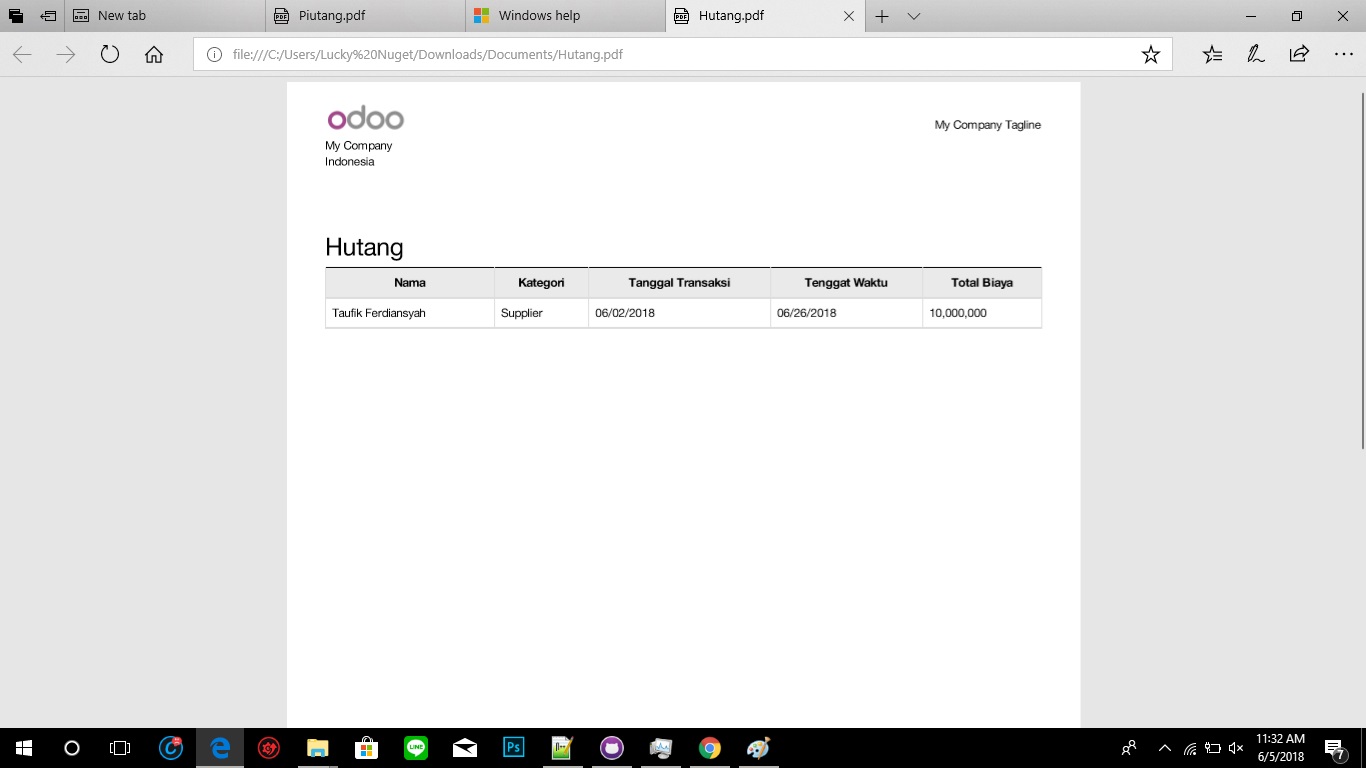 New tab
Piutang.pdf
Windows help
Hutang.pdf
file:///C:/Users/Lucky%20Nuget/Downloads/Documents/Hutang.pdf
odoo
My Company Tagline
My Company
Indonesia
Hutang
Nama Kategori Tanggal Transaksi Tenggat Waktu Total Biaya
Taufik Ferdiansyah Supplier 06/02/2018 06/26/2018 10,000,000
LINE
Ps
11:32 AM
6/5/2018
7